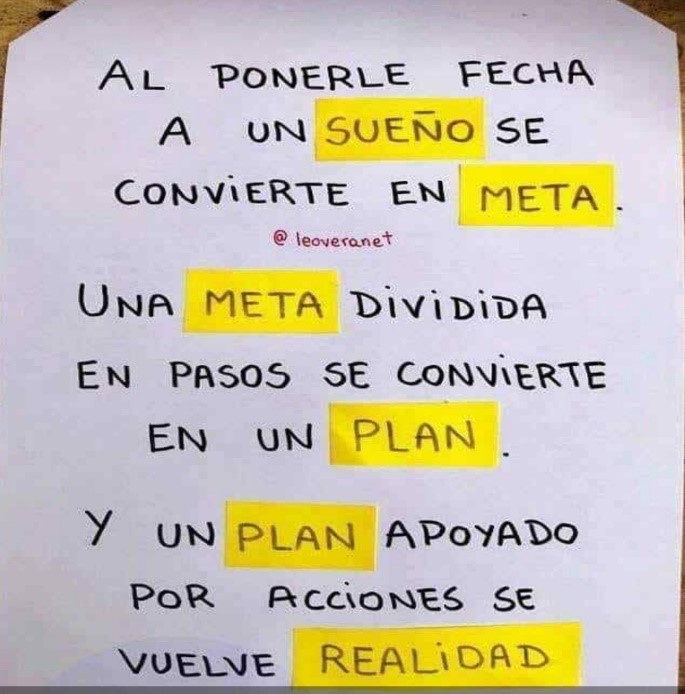 AL PONERLE FECHA
A UN SUEÑO SE
CONVIERTE EN META.
@leoveranet
UNA META DIVIDIDA
EN PASOS SE CONVIERTE
EN UN PLAN.
Y UN PLAN APOYADO
POR ACCIONES SE
VUELVE REALIDAD